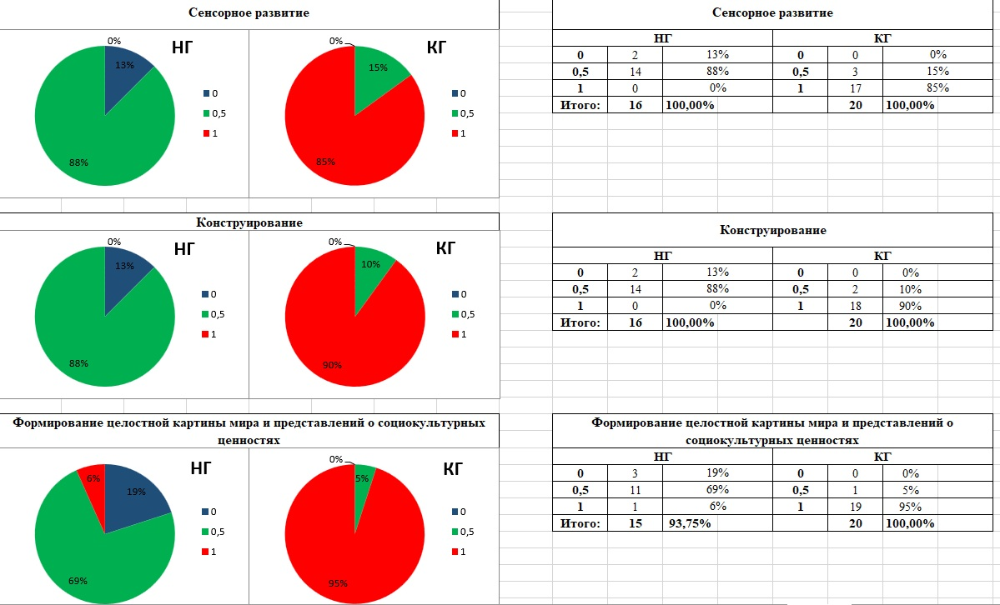 Сенсорное развитие
НГ
0%
13%
88%
0
0,5
1
КГ
0%
15%
85%
0
0,5
1
Сенсорное развитие
НГ КГ
0 2 13% 0 0 0%
0,5 14 88% 0,5 3 15%
1 0 0% 1 17 85%
Итого: 16 100,00% 20 100,00%
Конструирование
НГ
0%
13%
88%
0
0,5
1
КГ
0%
10%
90%
0
0,5
1
Конструирование
НГ КГ
0 2 13% 0 0 0%
0,5 14 88% 0,5 2 10%
1 0 0% 1 18 90%
Итого: 16 100,00% 20 100,00%
Формирование целостной картины мира и представлений о социокультурных
ценностях
НГ
6%
19%
69%
0
0,5
1
КГ
0%
5%
95%
0
0,5
1
Формирование целостной картины мира и представлений о
социокультурных ценностях
НГ КГ
0 3 19% 0 0 0%
0,5 11 69% 0,5 1 5%
1 1 6% 1 19 95%
Итого: 15 93,75% 20 100,00%